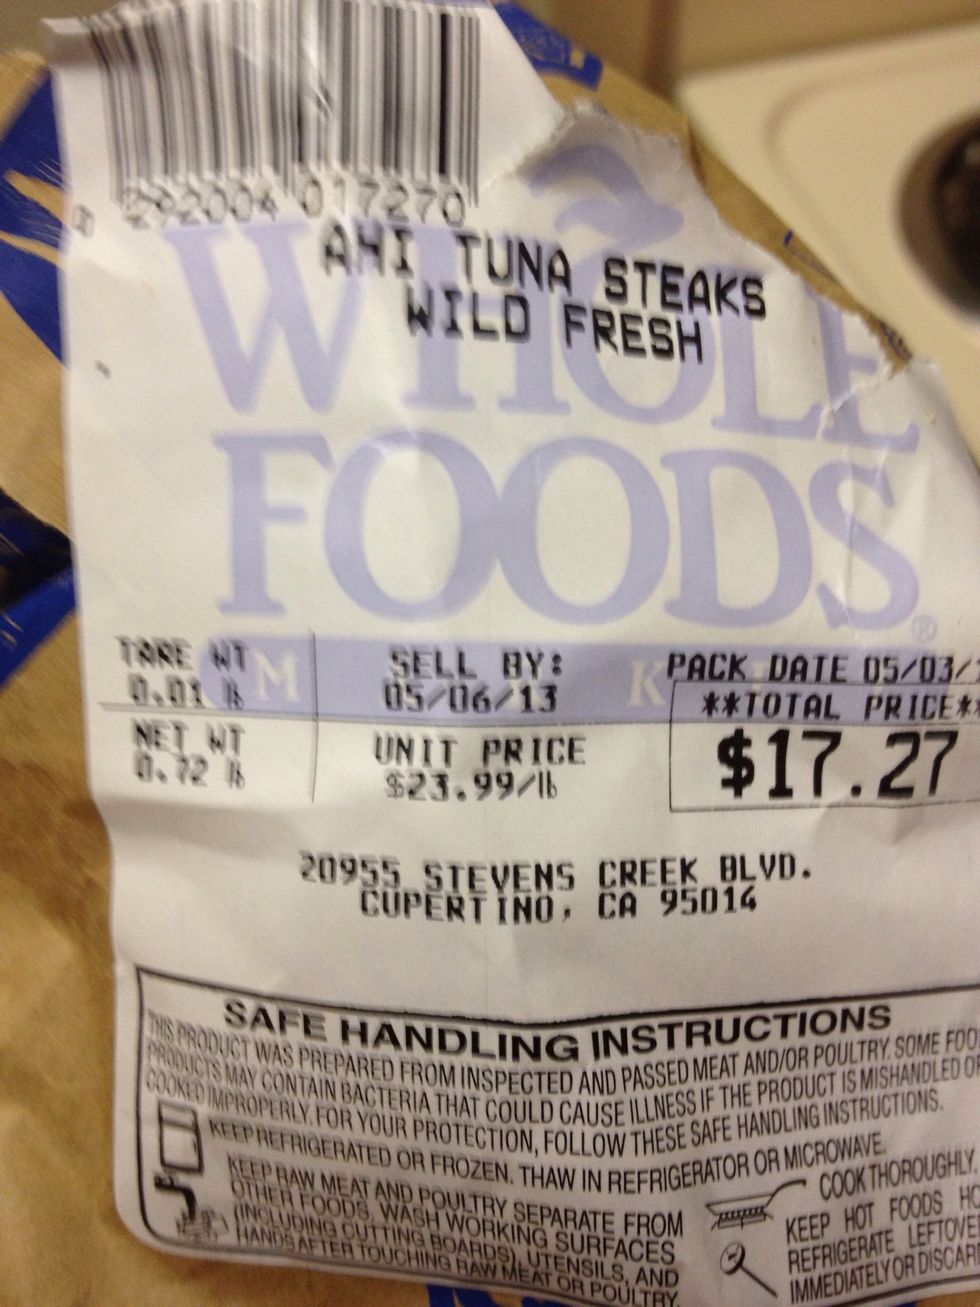 292004 017270
AHI TUNA STEAKS
WILD FRESH
WHOLE
FOODS®
M K
TARE WT
0.01 lb
SELL BY:
05/06/13
PACK DATE 05/03/
**TOTAL PRICE**
NET WT
0.72 lb
UNIT PRICE
$23.99/lb
$17.27
20955 STEVENS CREEK BLVD.
CUPERTINO, CA 95014
SAFE HANDLING INSTRUCTIONS
THIS PRODUCT WAS PREPARED FROM INSPECTED AND PASSED MEAT AND/OR POULTRY. SOME FOO
PRODUCTS MAY CONTAIN BACTERIA THAT COULD CAUSE ILLNESS IF THE PRODUCT IS MISHANDLED OR
COOKED IMPROPERLY. FOR YOUR PROTECTION, FOLLOW THESE SAFE HANDLING INSTRUCTIONS.
KEEP REFRIGERATED OR FROZEN. THAW IN REFRIGERATOR OR MICROWAVE.
KEEP RAW MEAT AND POULTRY SEPARATE FROM
OTHER FOODS. WASH WORKING SURFACES
(INCLUDING CUTTING BOARDS), UTENSILS, AND
HANDS AFTER TOUCHING RAW MEAT OR POULTRY.
COOK THOROUGHLY.
KEEP HOT FOODS HO
REFRIGERATE LEFTOVE
IMMEDIATELY OR DISCAR